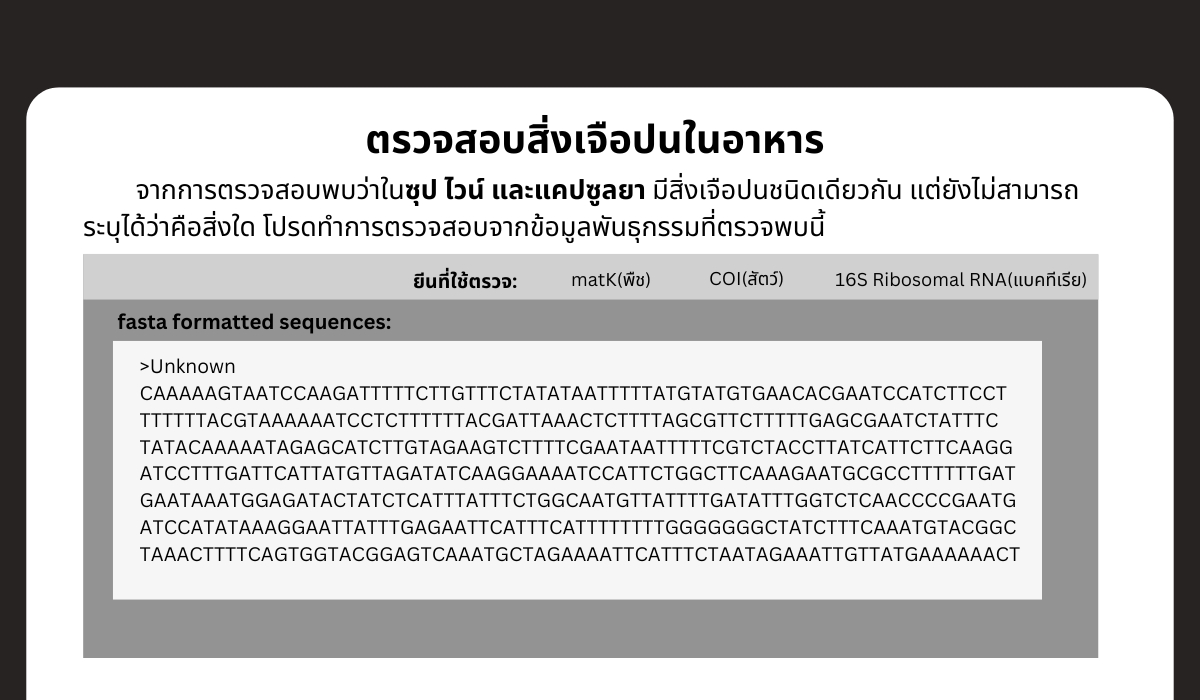 ตรวจสอบสิ่งเจือปนในอาหาร
จากการตรวจสอบพบว่าในซุป ไวน์ และแคปซูลยา มีสิ่งเจือปนชนิดเดียวกัน แต่ยังไม่สามารถ
ระบุได้ว่าคือสิ่งใด โปรดทำการตรวจสอบจากข้อมูลพันธุกรรมที่ตรวจพบนี้
ยีนที่ใช้ตรวจ: matK(พืช) COI(สัตว์) 16S Ribosomal RNA(แบคทีเรีย)
fasta formatted sequences:
>Unknown
CAAAAAGTAATCCAAGATTTTTCTTGTTTCTATATAATTTTTATGTATGTGAACACGAATCCATCTTCCT
TTTTTTACGTAAAAAATCCTCTTTTTTACGATTAAACTCTTTTAGCGTTCTTTTTGAGCGAATCTATTTC
TATACAAAAATAGAGCATCTTGTAGAAGTCTTTTCGAATAATTTTTCGTCTACCTTATCATTCTTCAAGG
ATCCTTTGATTCATTATGTTAGATATCAAGGAAAATCCATTCTGGCTTCAAAGAATGCGCCTTTTTTGAT
GAATAAATGGAGATACTATCTCATTTATTTCTGGCAATGTTATTTTGATATTTGGTCTCAACCCCGAATG
ATCCATATAAAGGAATTATTTGAGAATTCATTTCATTTTTTTTGGGGGGGCTATCTTTCAAATGTACGGC
TAAACTTTTCAGTGGTACGGAGTCAAATGCTAGAAAATTCATTTCTAATAGAAATTGTTATGAAAAAACT